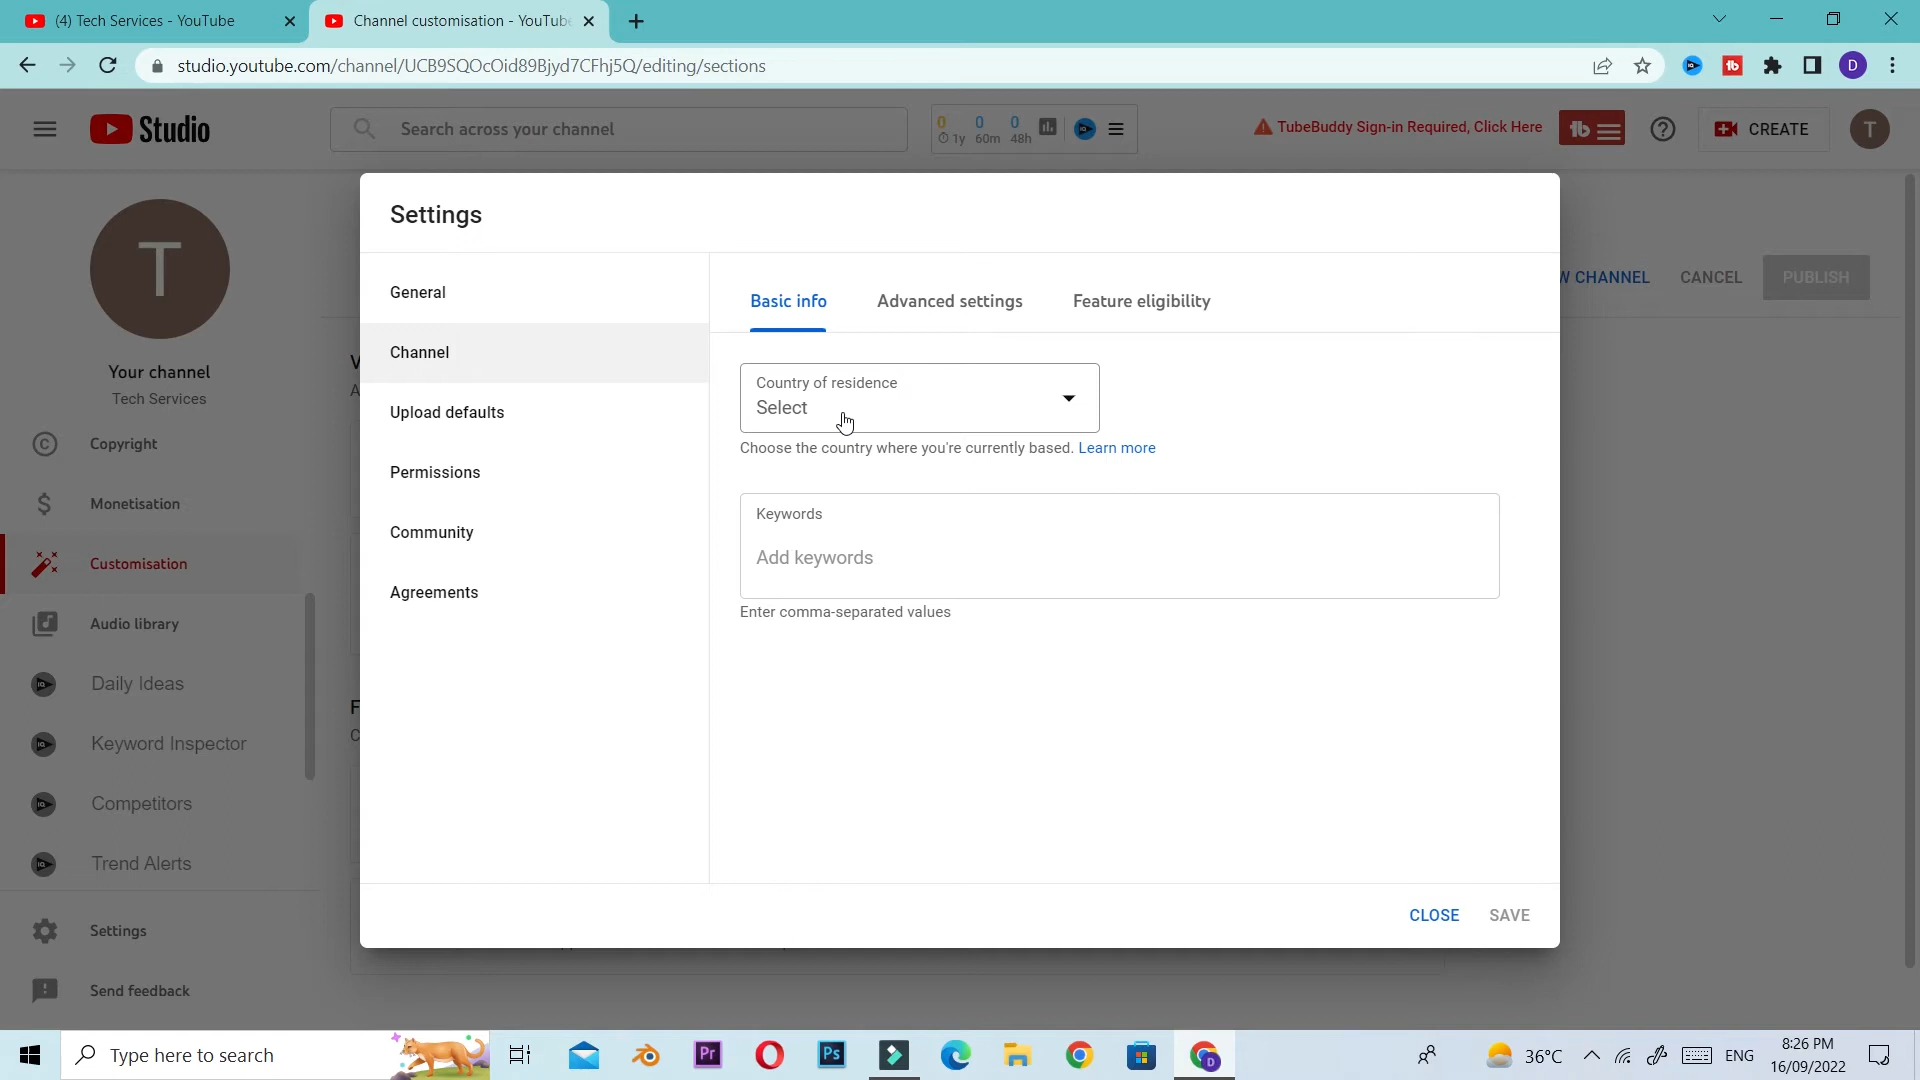 (4) Tech Services - YouTube
Channel customisation - YouTub
studio.youtube.com/channel/UCB9SQOcOid89Bjyd7CFhj5Q/editing/sections
D
Studio
Search across your channel
0 0 0
1y 60m 48h
TubeBuddy Sign-in Required, Click Here
CREATE
T
Settings
T
General
Basic info
Advanced settings
Feature eligibility
W CHANNEL
CANCEL
PUBLISH
Channel
Your channel
Tech Services
Country of residence
Select
Upload defaults
Choose the country where you're currently based. Learn more
Copyright
Permissions
Monetisation
Keywords
Community
Add keywords
Customisation
Agreements
Enter comma-separated values
Audio library
Daily Ideas
Keyword Inspector
Competitors
Trend Alerts
CLOSE
SAVE
Settings
Send feedback
Type here to search
Pr
Ps
D
36°C
ENG
8:26 PM
16/09/2022